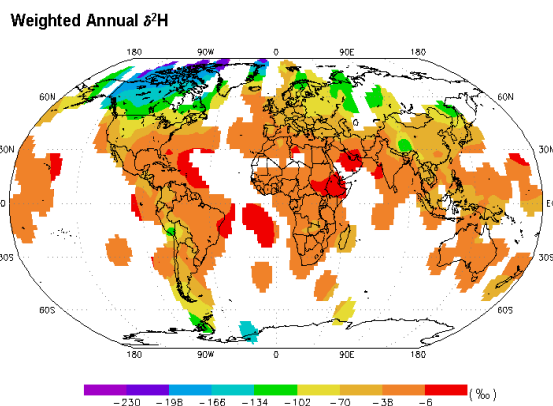 Weighted Annual δ²H
180 90W 0 90E 180
60N 60N
30N 30N
0 0
30S 30S
60S 60S
180 90W 0 90E 180
(‰)
-230 -198 -166 -134 -102 -70 -38 -6